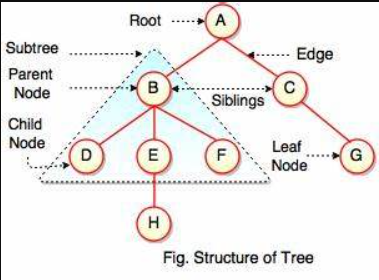 Root
A
Subtree
Edge
Parent
Node
B
Siblings
C
Child
Node
D
E
F
Leaf
Node
G
H
Fig. Structure of Tree